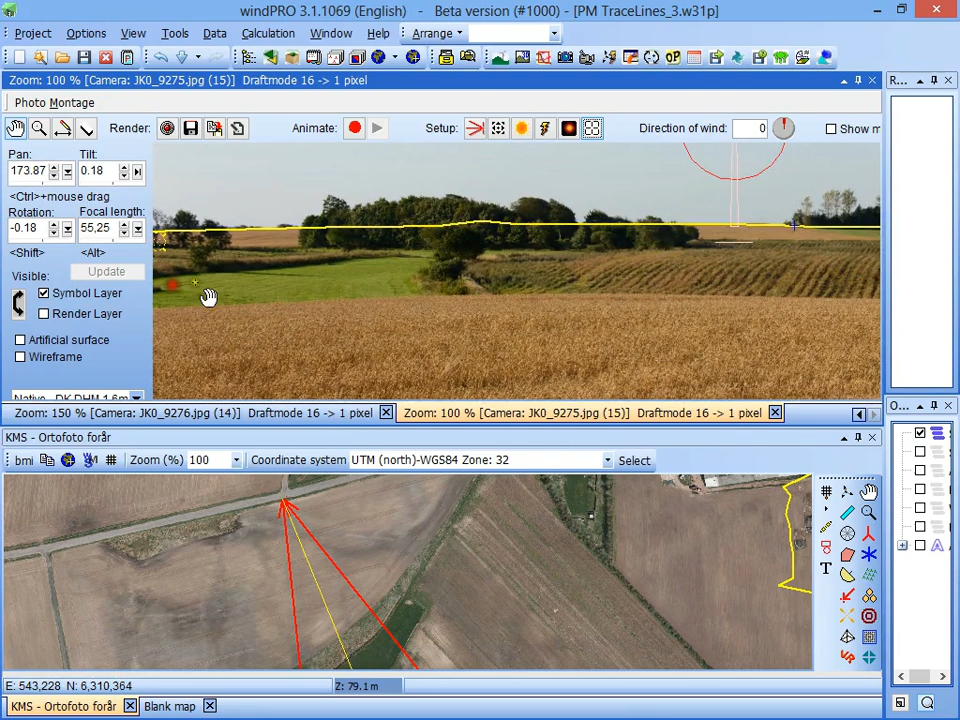 windPRO 3.1.1069 (English) - Beta version (#1000) - [PM TraceLines_3.w31p]
Project Options View Tools Data Calculation Window Help Arrange
Zoom: 100 % [Camera: JK0_9275.jpg (15)] Draftmode 16 -> 1 pixel
R...
Photo Montage
Render: Animate: Setup: Direction of wind: 0 Show m
Pan: Tilt:
173.87 0.18
<Ctrl>+mouse drag
Rotation: Focal length:
-0.18 55,25
<Shift> <Alt>
Update
Visible:
Symbol Layer
Render Layer
Artificial surface
Wireframe
Native - DK DHM 1,6m
Zoom: 150 % [Camera: JK0_9276.jpg (14)] Draftmode 16 -> 1 pixel
Zoom: 100 % [Camera: JK0_9275.jpg (15)] Draftmode 16 -> 1 pixel
O...
KMS - Ortofoto forår
bmi Zoom (%) 100 Coordinate system UTM (north)-WGS84 Zone: 32 Select
T
A
E: 543,228 N: 6,310,364 Z: 79.1 m
KMS - Ortofoto forår Blank map